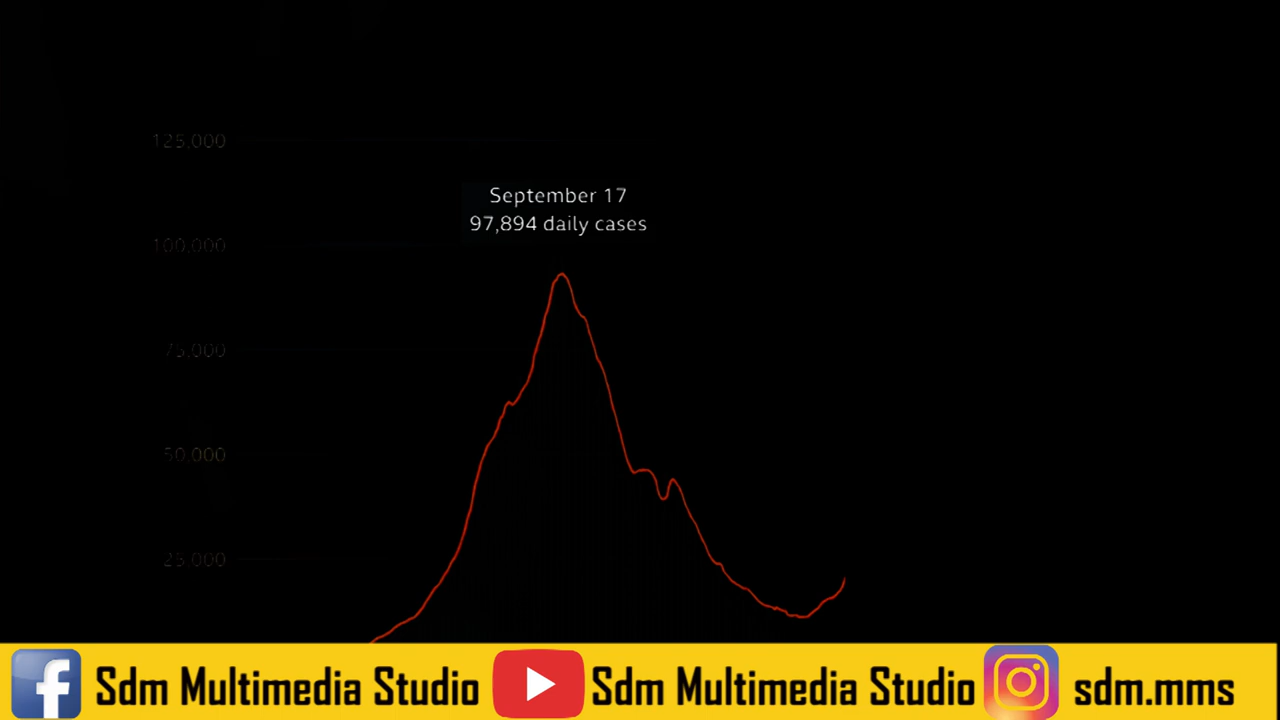 125,000
September 17
97,894 daily cases
100,000
75,000
50,000
25,000
Sdm Multimedia Studio
Sdm Multimedia Studio
sdm.mms